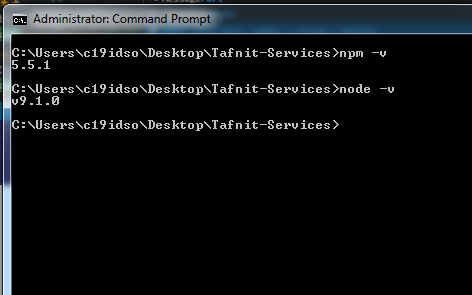 Administrator: Command Prompt
C:\Users\c19idso\Desktop\Tafnit-Services>npm -v
5.5.1
C:\Users\c19idso\Desktop\Tafnit-Services>node -v
v9.1.0
C:\Users\c19idso\Desktop\Tafnit-Services>